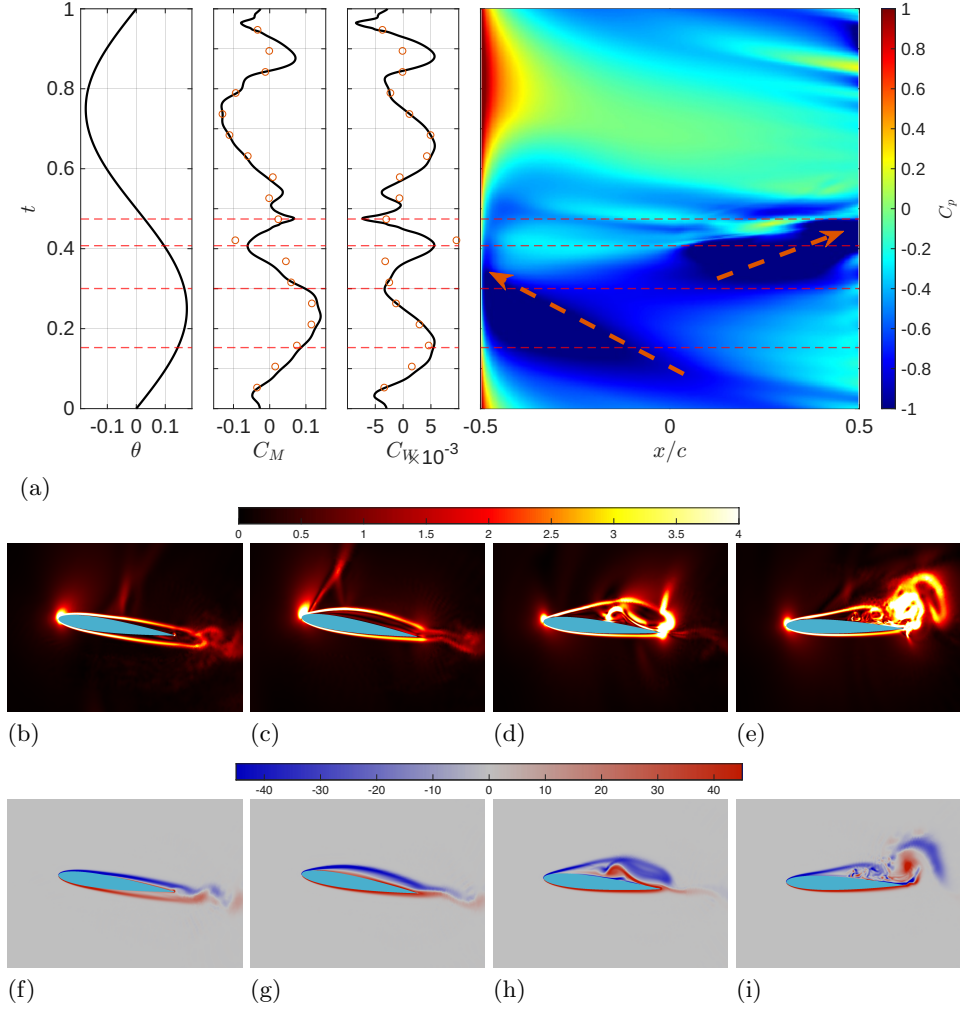 1
0.8
0.6
0.4
0.2
0
t
-0.1 0 0.1
θ
-0.1 0 0.1
C_M
-5 0 5
C_W ×10^-3
-0.5 0 0.5
x/c
1
0.8
0.6
0.4
0.2
0
-0.2
-0.4
-0.6
-0.8
-1
C_p
(a)
0 0.5 1 1.5 2 2.5 3 3.5 4
(b) (c) (d) (e)
-40 -30 -20 -10 0 10 20 30 40
(f) (g) (h) (i)